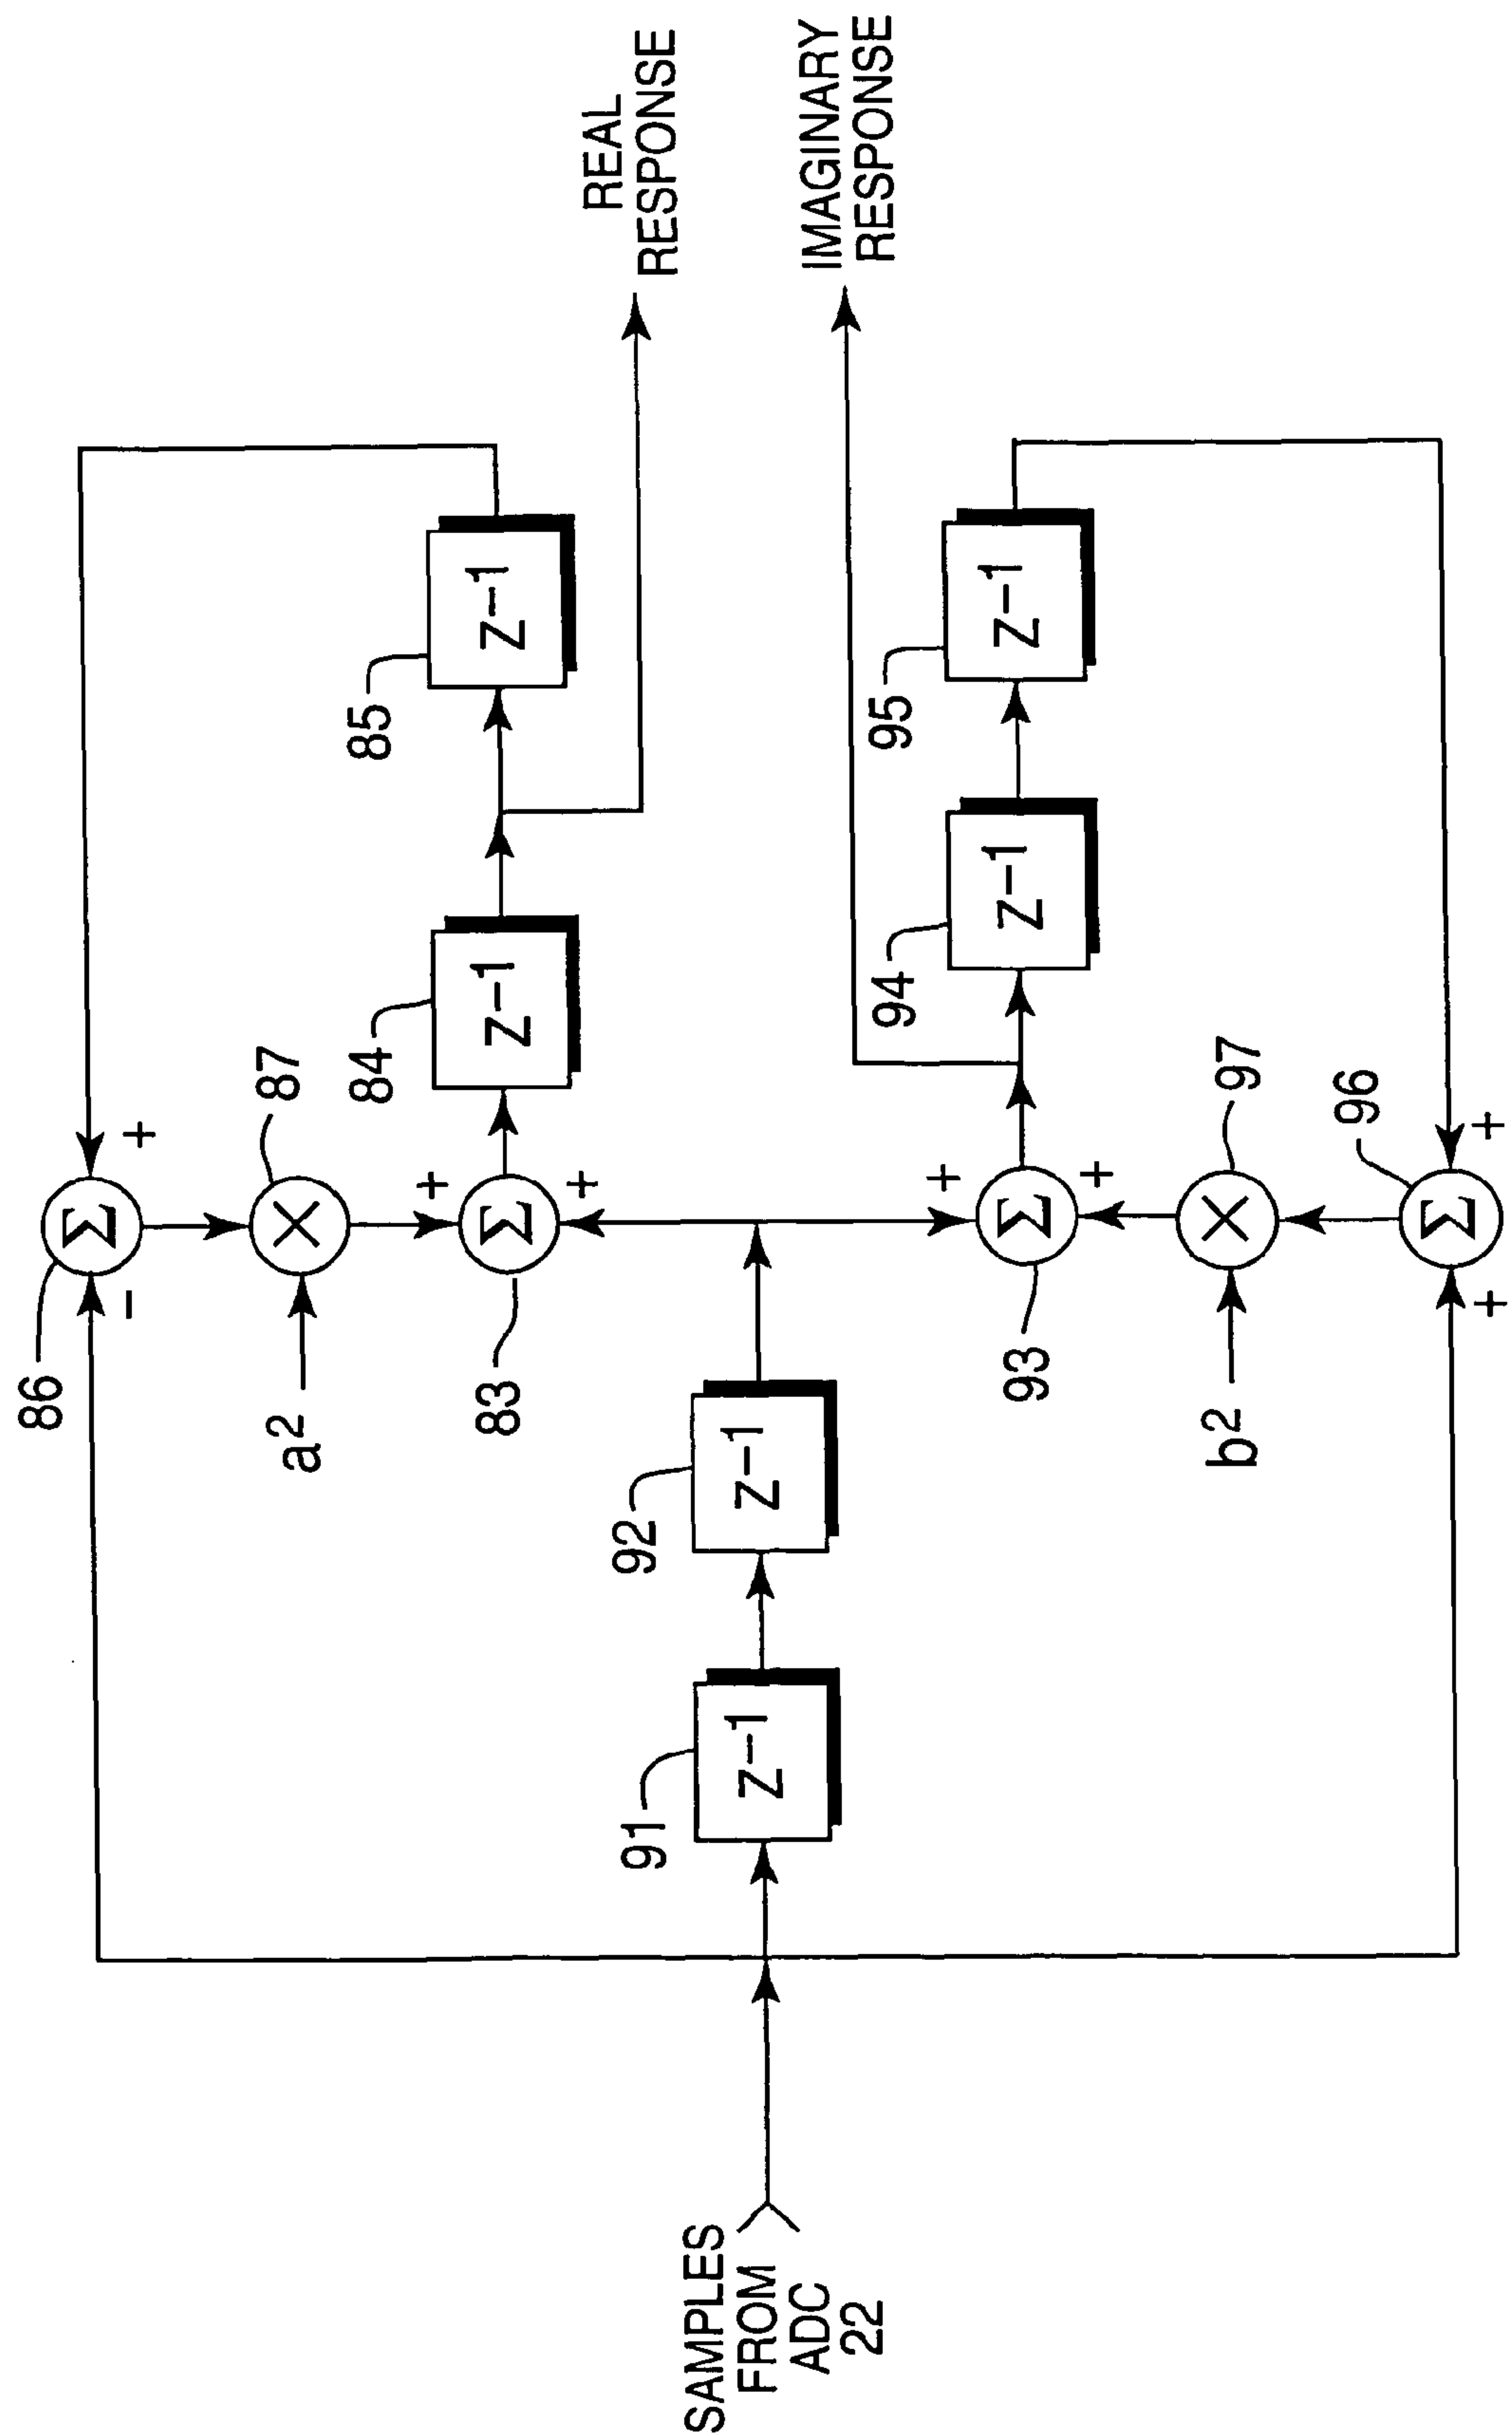 SAMPLES
FROM
ADC
22
91
Z⁻¹
92
Z⁻¹
86
−
+
Σ
a²
87
×
+
83
Σ
+
84
Z⁻¹
85
Z⁻¹
REAL
RESPONSE
+
93
Σ
+
94
Z⁻¹
95
Z⁻¹
IMAGINARY
RESPONSE
b²
97
×
96
Σ
+
+